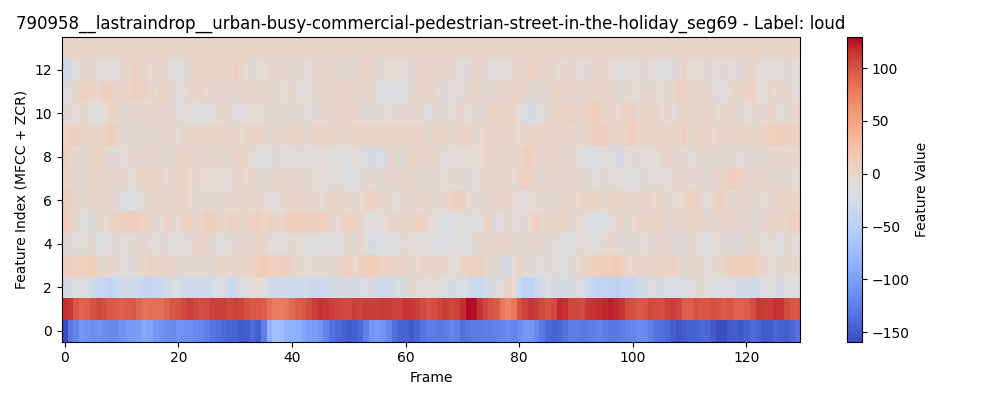 790958__lastraindrop__urban-busy-commercial-pedestrian-street-in-the-holiday_seg69 - Label: loud
Feature Index (MFCC + ZCR)
12
10
8
6
4
2
0
0 20 40 60 80 100 120
Frame
100
50
0
−50
−100
−150
Feature Value